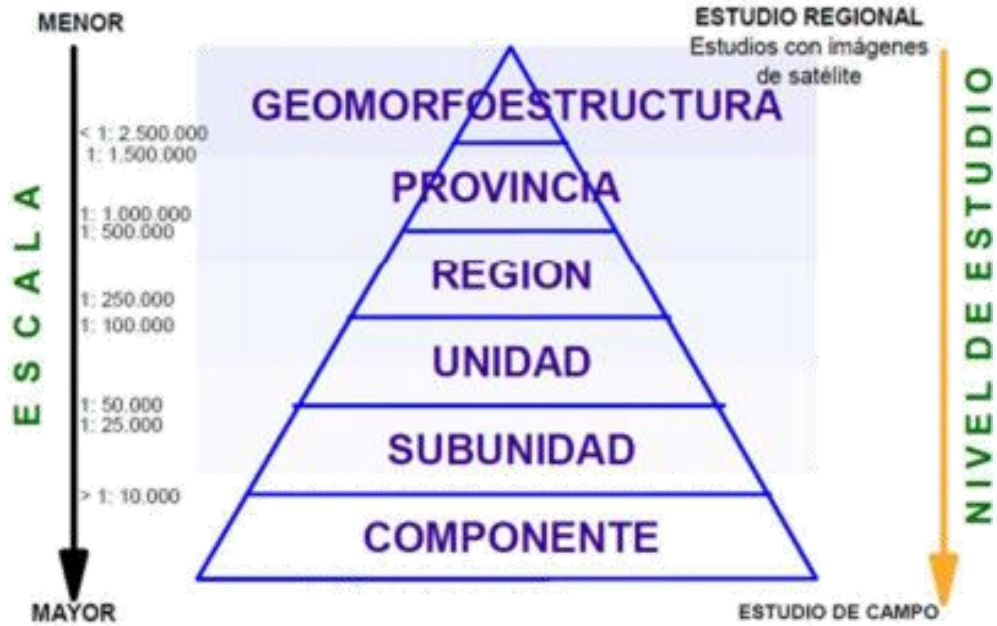 MENOR
ESTUDIO REGIONAL
Estudios con imágenes
de satélite
GEOMORFOESTRUCTURA
< 1: 2.500.000
1: 1.500.000
PROVINCIA
1: 1.000.000
1: 500.000
REGION
1: 250.000
1: 100.000
UNIDAD
1: 50.000
1: 25.000
SUBUNIDAD
> 1: 10.000
COMPONENTE
MAYOR
ESTUDIO DE CAMPO
ESCALA
NIVEL DE ESTUDIO